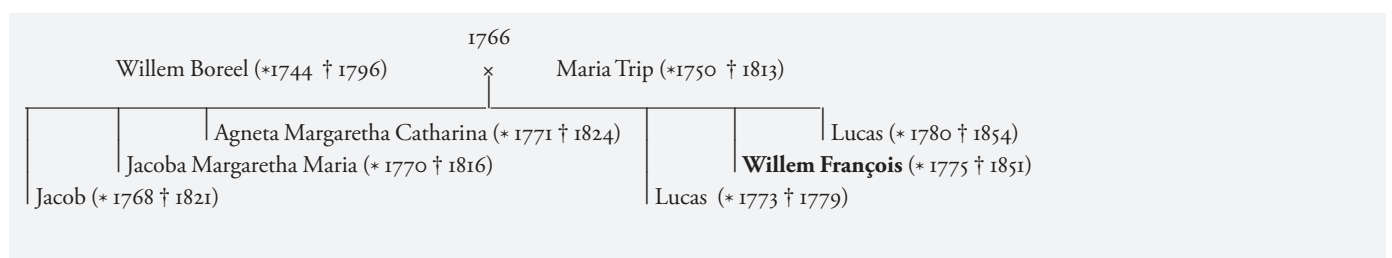 1766
Willem Boreel (*1744 † 1796) × Maria Trip (*1750 † 1813)
Agneta Margaretha Catharina (* 1771 † 1824) Lucas (* 1780 † 1854)
Jacoba Margaretha Maria (* 1770 † 1816) Willem François (* 1775 † 1851)
Jacob (* 1768 † 1821) Lucas (* 1773 † 1779)